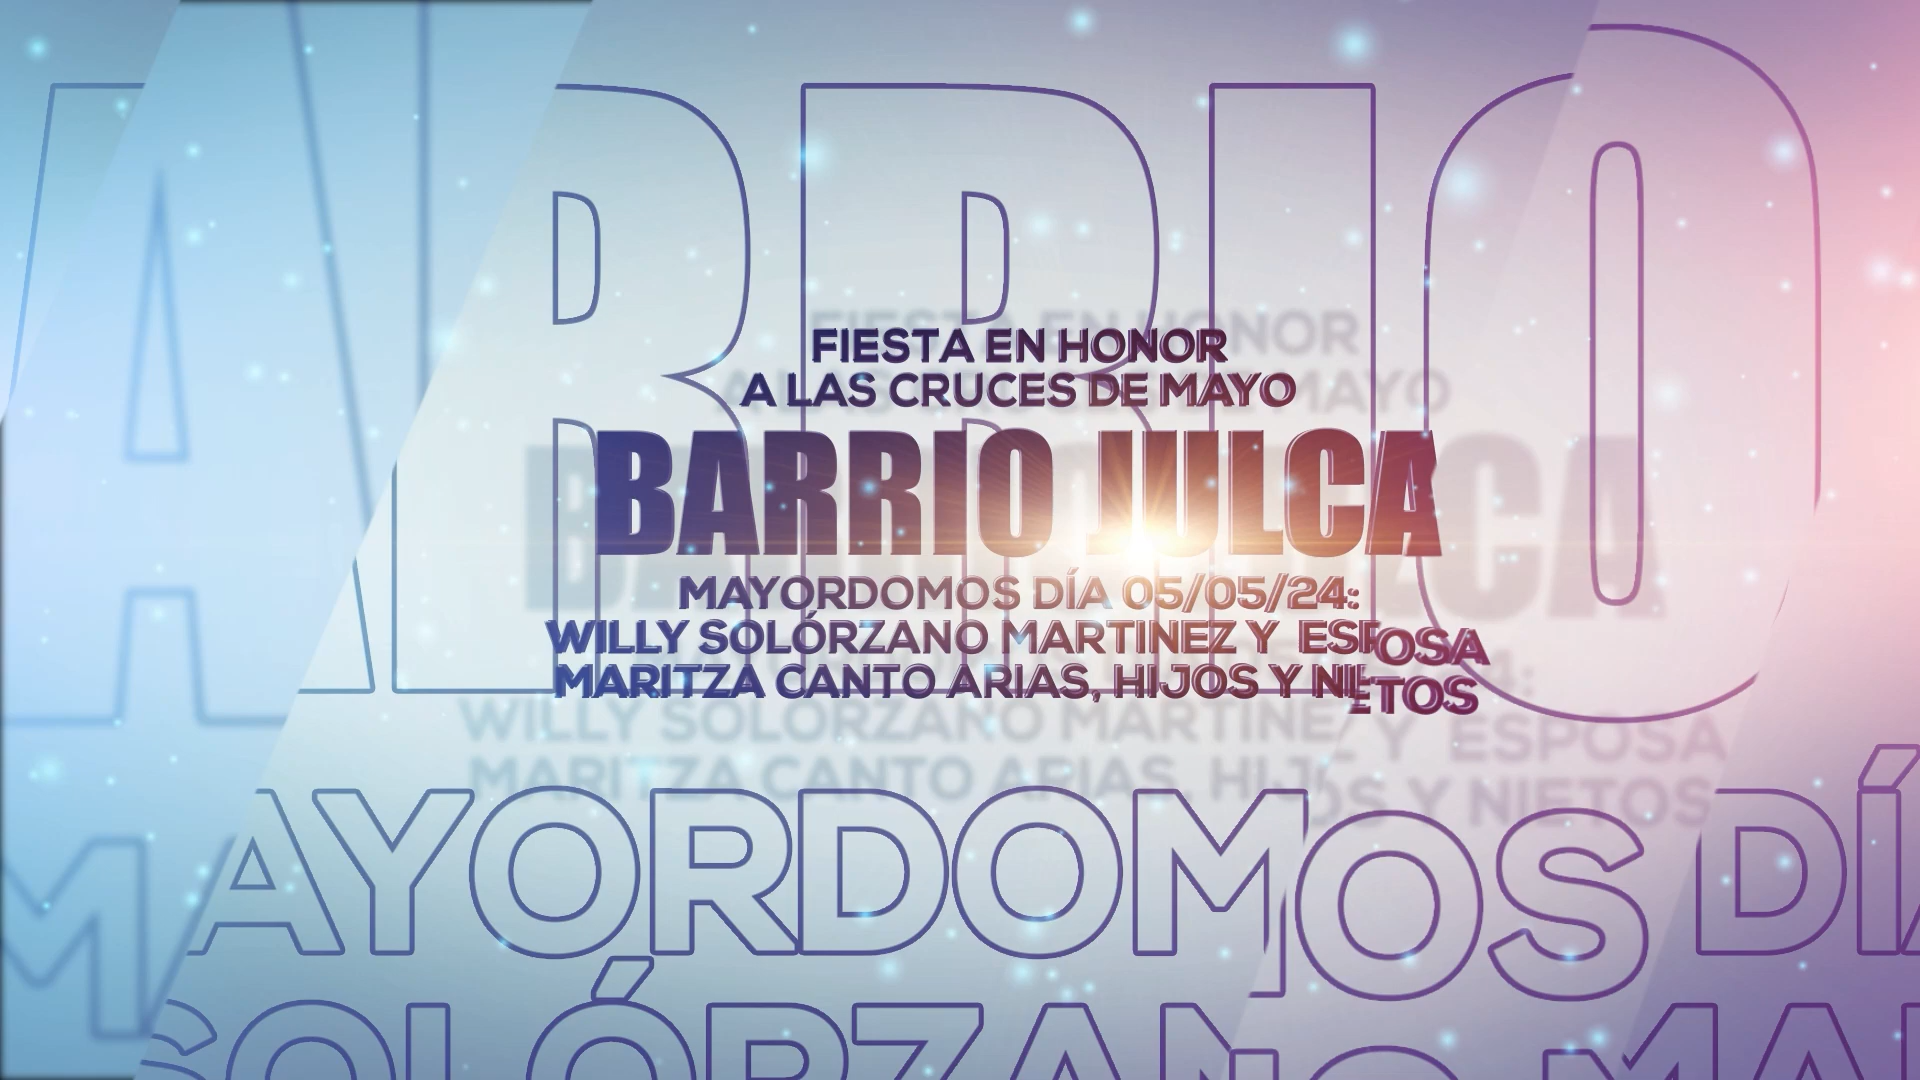 FIESTA EN HONOR
A LAS CRUCES DE MAYO
BARRIO JULCA
MAYORDOMOS DÍA 05/05/24:
WILLY SOLÓRZANO MARTINEZ Y ESPOSA
MARITZA CANTO ARIAS, HIJOS Y NIETOS